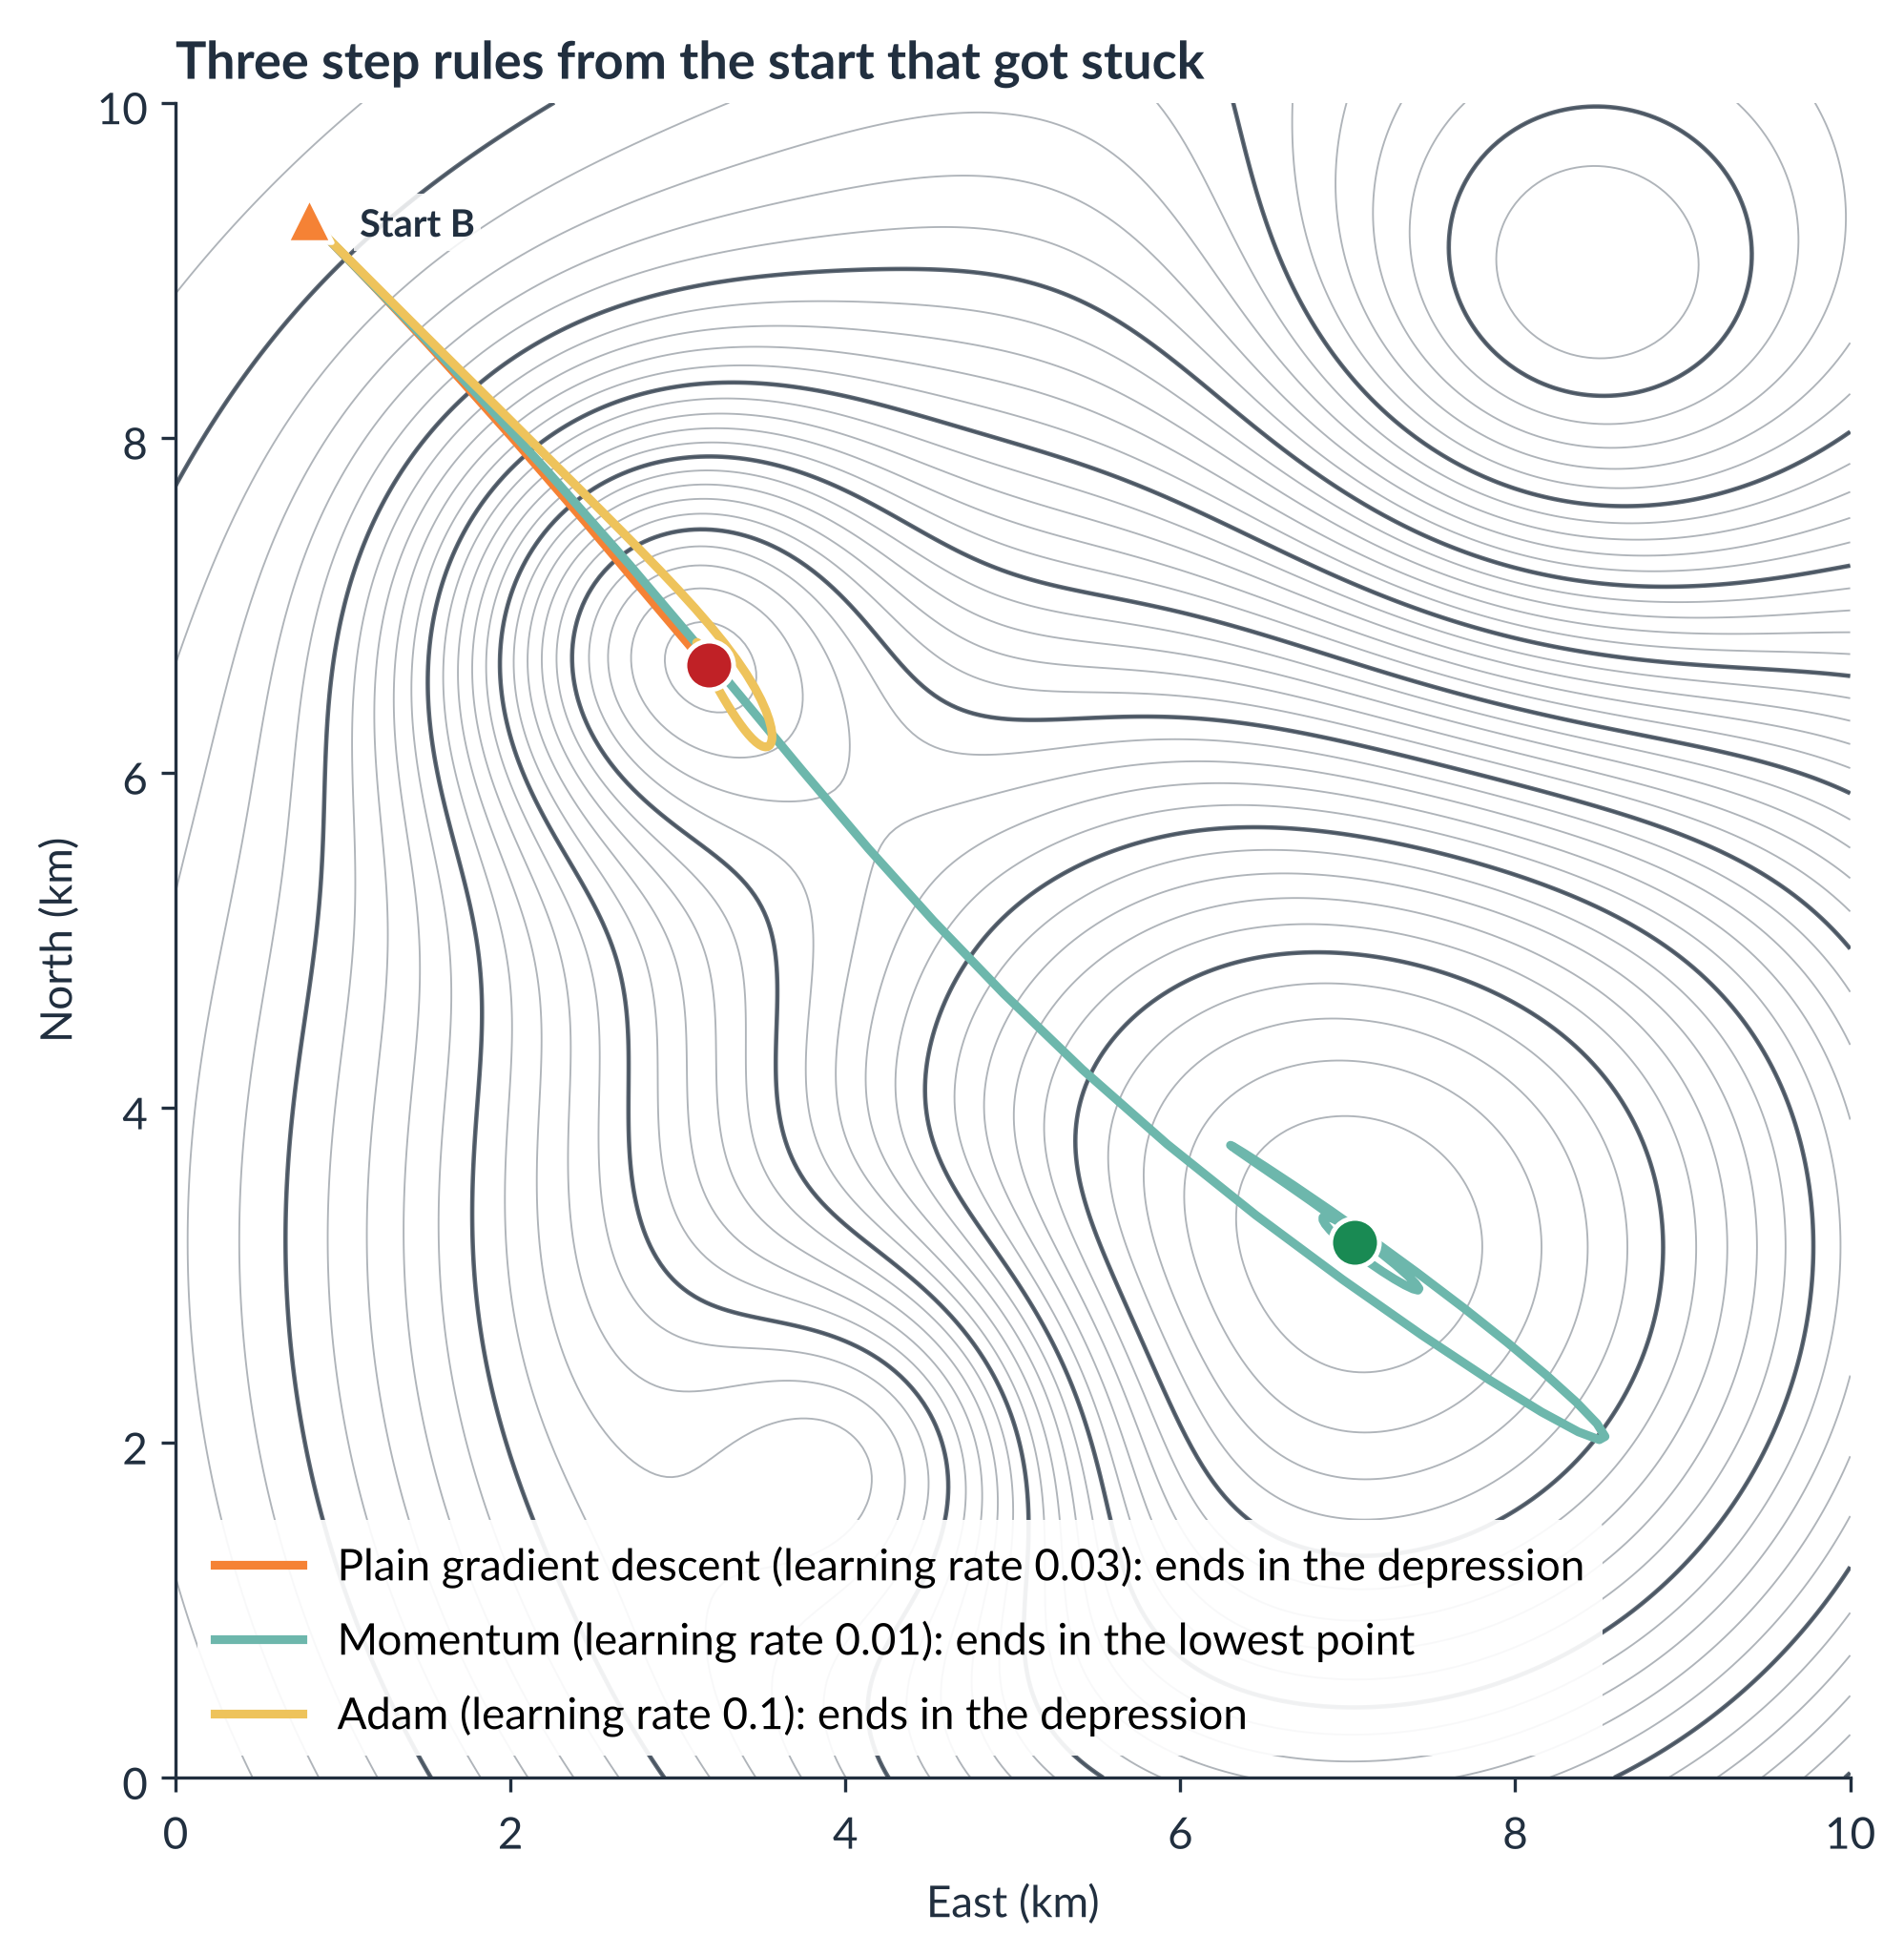 Three step rules from the start that got stuck
10
8
6
4
2
0
North (km)
Start B
Plain gradient descent (learning rate 0.03): ends in the depression
Momentum (learning rate 0.01): ends in the lowest point
Adam (learning rate 0.1): ends in the depression
0 2 4 6 8 10
East (km)